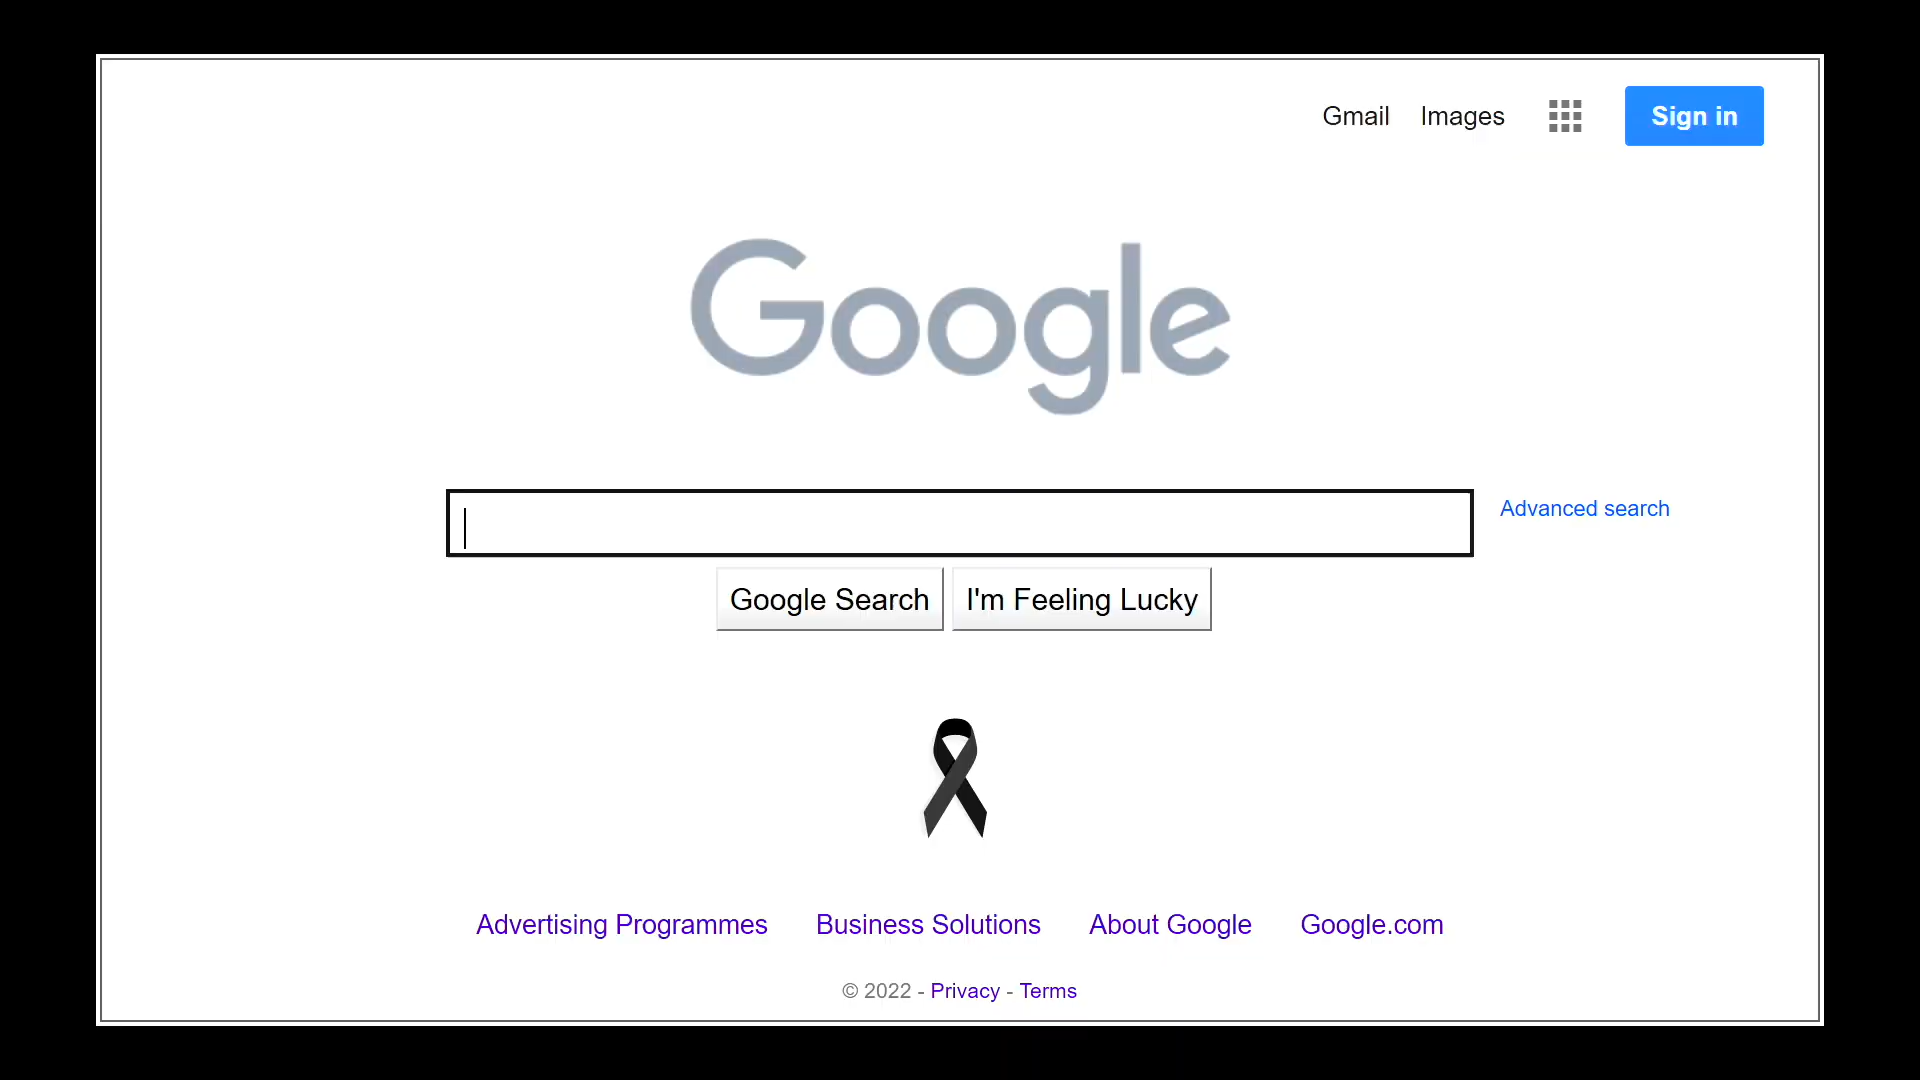 Gmail Images Sign in
Google
Advanced search
Google Search I'm Feeling Lucky
Advertising Programmes Business Solutions About Google Google.com
© 2022 - Privacy - Terms